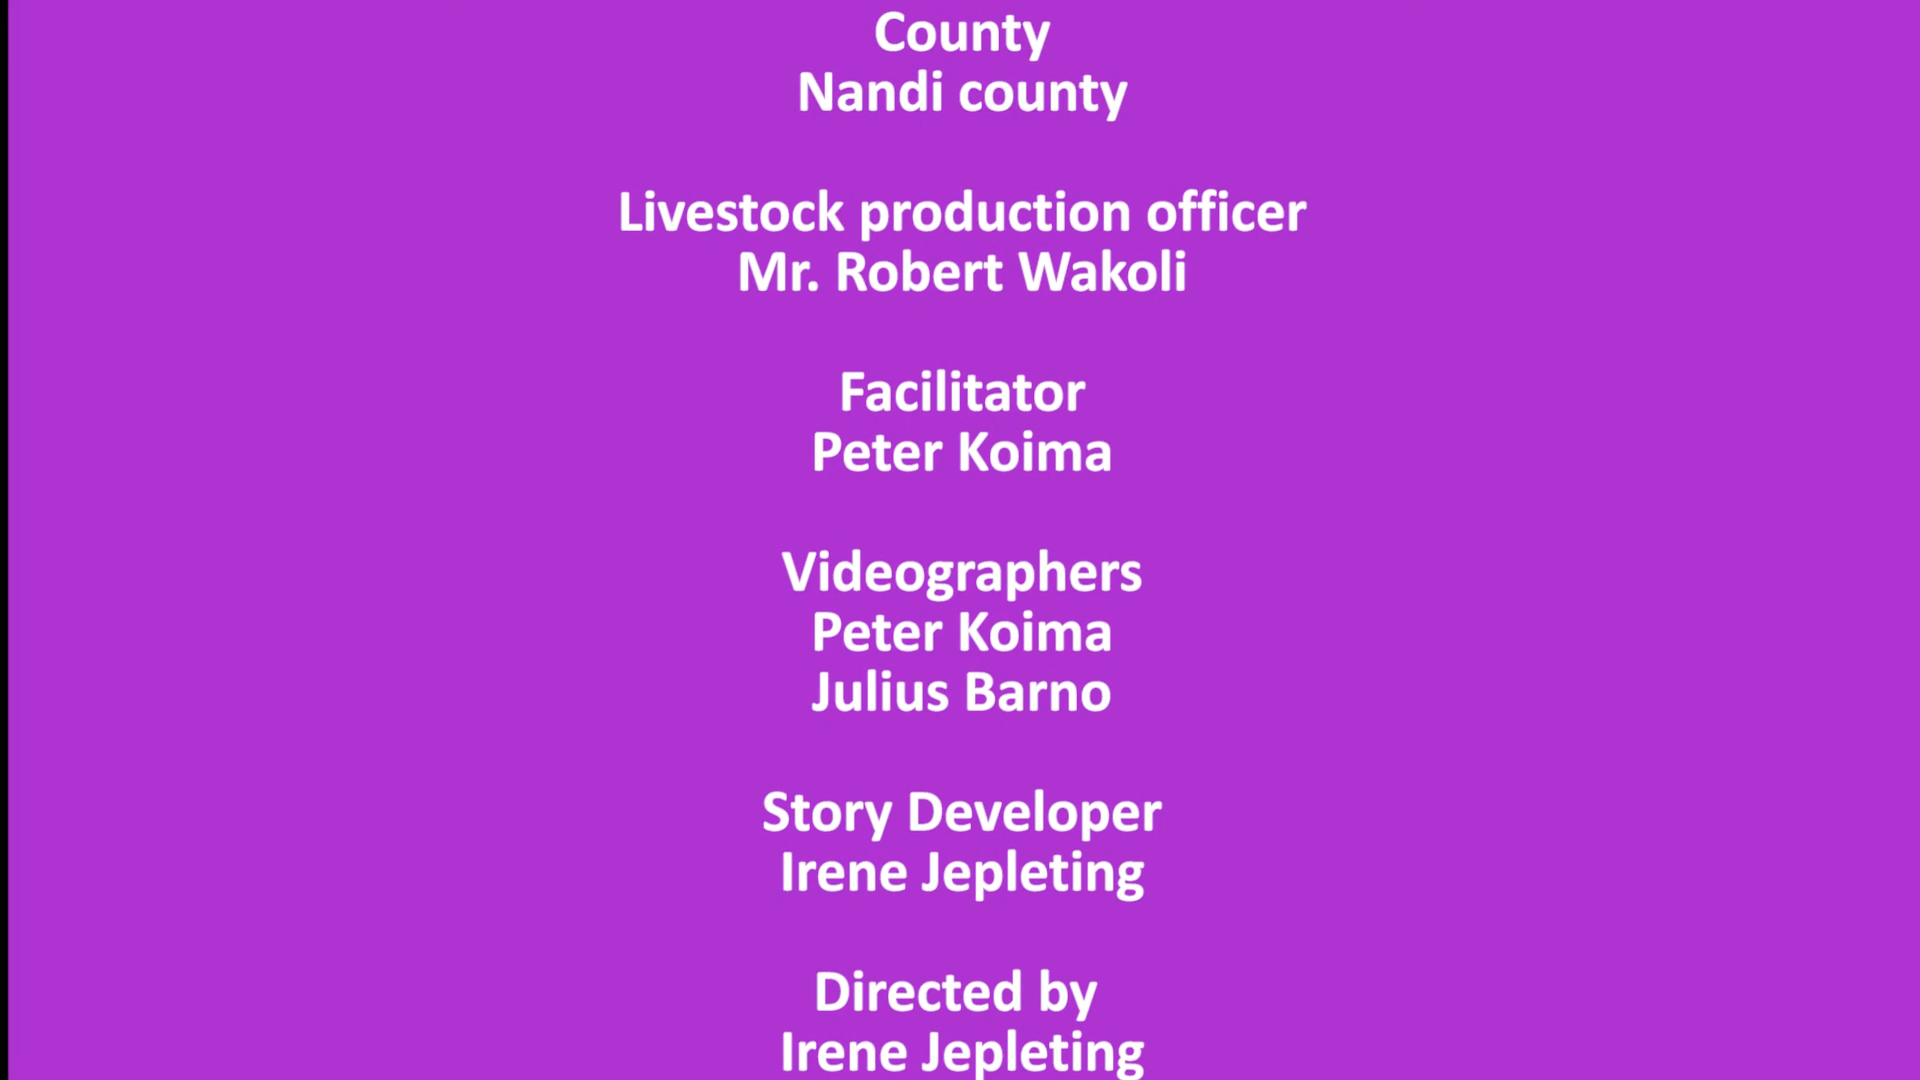 County
Nandi county
Livestock production officer
Mr. Robert Wakoli
Facilitator
Peter Koima
Videographers
Peter Koima
Julius Barno
Story Developer
Irene Jepleting
Directed by
Irene Jepleting